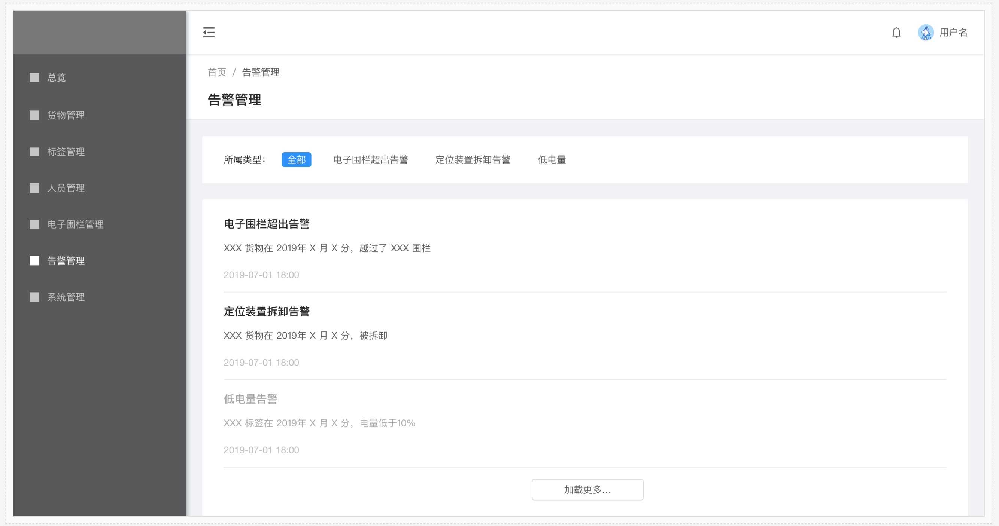 用户名
总览
货物管理
标签管理
人员管理
电子围栏管理
告警管理
系统管理
首页 / 告警管理
告警管理
所属类型： 全部 电子围栏超出告警 定位装置拆卸告警 低电量
电子围栏超出告警
XXX 货物在 2019年 X 月 X 分，越过了 XXX 围栏
2019-07-01 18:00
定位装置拆卸告警
XXX 货物在 2019年 X 月 X 分，被拆卸
2019-07-01 18:00
低电量告警
XXX 标签在 2019年 X 月 X 分，电量低于10%
2019-07-01 18:00
加载更多...